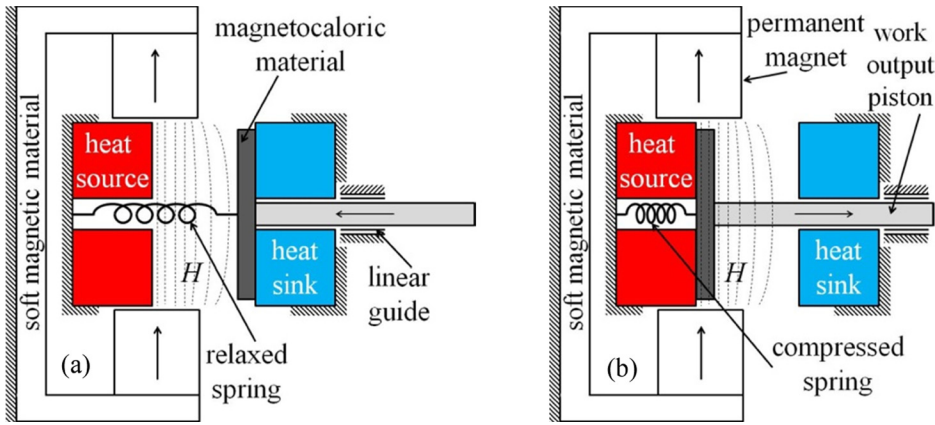 magnetocaloric
material
soft magnetic material
heat
source
H
heat
sink
linear
guide
relaxed
spring
(a)
permanent
magnet
work
output
piston
soft magnetic material
heat
source
H
heat
sink
compressed
spring
(b)